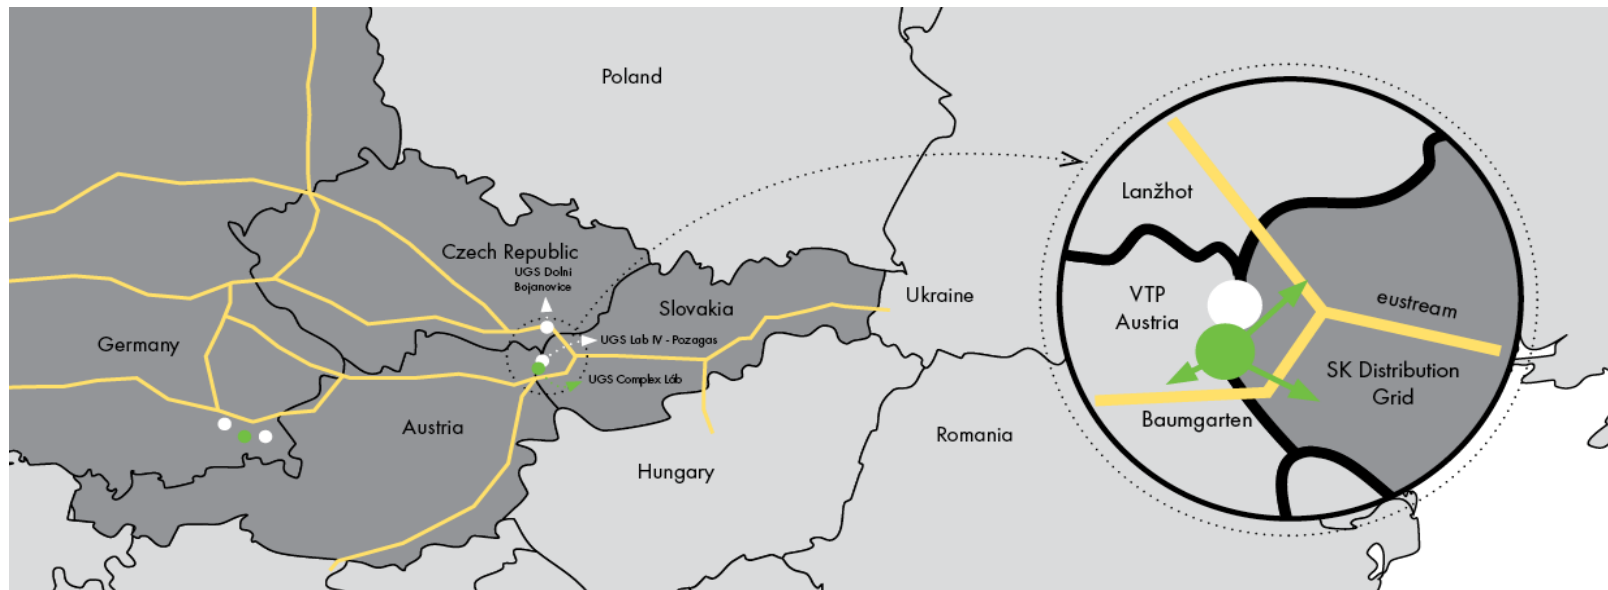 Poland
Czech Republic
UGS Dolni
Bojanovice
Slovakia
Ukraine
UGS Lab IV - Pozagas
Germany
UGS Complex Láb
Austria
Hungary
Romania
Lanžhot
VTP
Austria
eustream
SK Distribution
Grid
Baumgarten